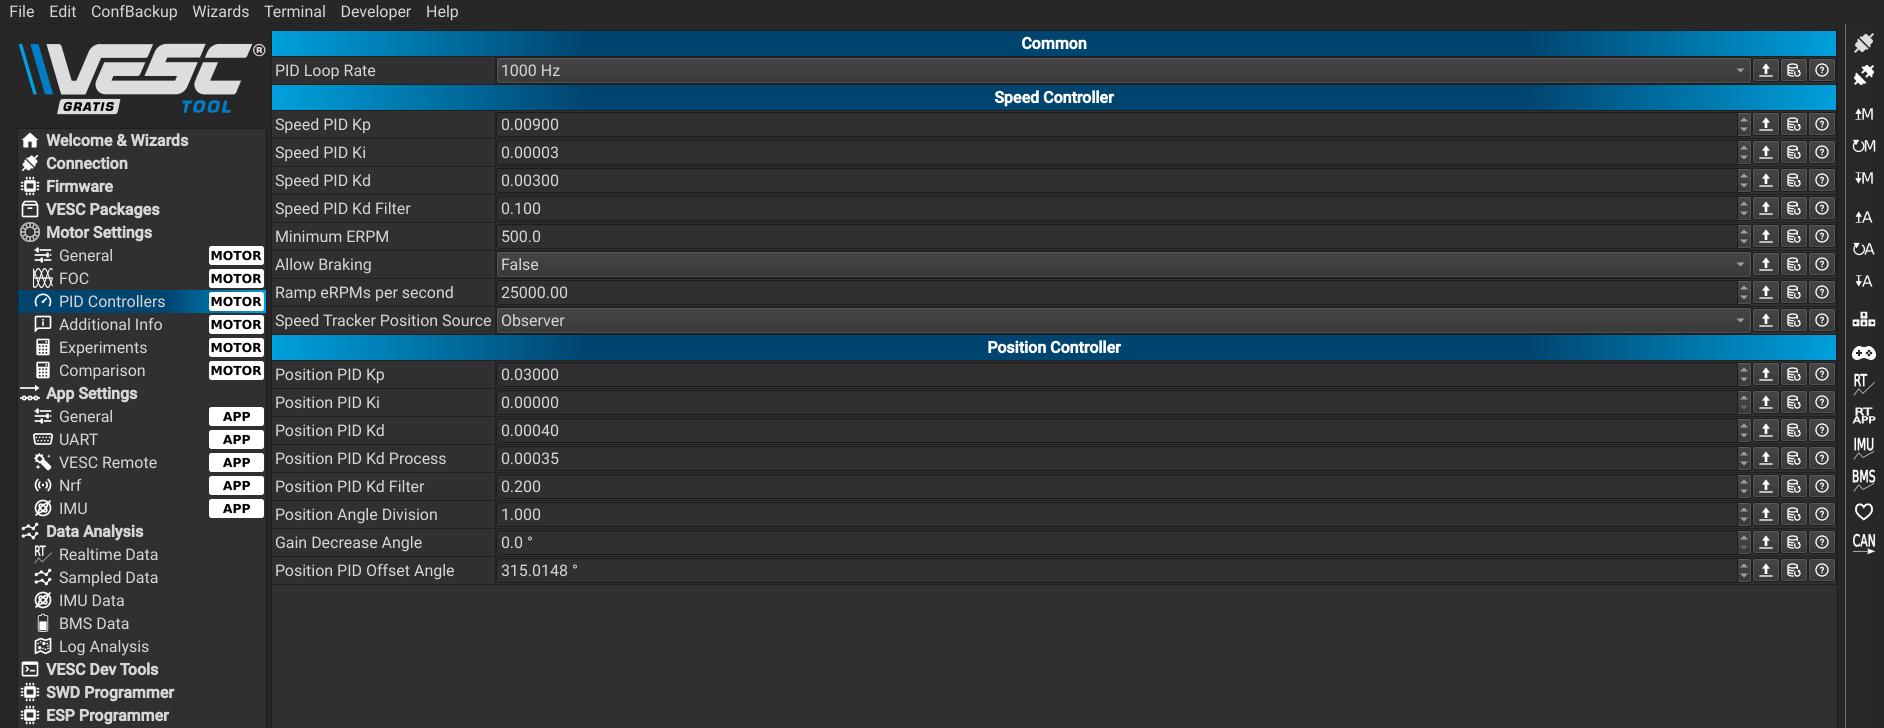 File Edit ConfBackup Wizards Terminal Developer Help
VESC®
GRATIS TOOL
Welcome & Wizards
Connection
Firmware
VESC Packages
Motor Settings
General MOTOR
FOC MOTOR
PID Controllers MOTOR
Additional Info MOTOR
Experiments MOTOR
Comparison MOTOR
App Settings
General APP
UART APP
VESC Remote APP
Nrf APP
IMU APP
Data Analysis
RT Realtime Data
Sampled Data
IMU Data
BMS Data
Log Analysis
VESC Dev Tools
SWD Programmer
ESP Programmer
Common
PID Loop Rate 1000 Hz
Speed Controller
Speed PID Kp 0.00900
Speed PID Ki 0.00003
Speed PID Kd 0.00300
Speed PID Kd Filter 0.100
Minimum ERPM 500.0
Allow Braking False
Ramp eRPMs per second 25000.00
Speed Tracker Position Source Observer
Position Controller
Position PID Kp 0.03000
Position PID Ki 0.00000
Position PID Kd 0.00040
Position PID Kd Process 0.00035
Position PID Kd Filter 0.200
Position Angle Division 1.000
Gain Decrease Angle 0.0 °
Position PID Offset Angle 315.0148 °
M
M
M
A
A
A
RT
RT
APP
IMU
BMS
CAN